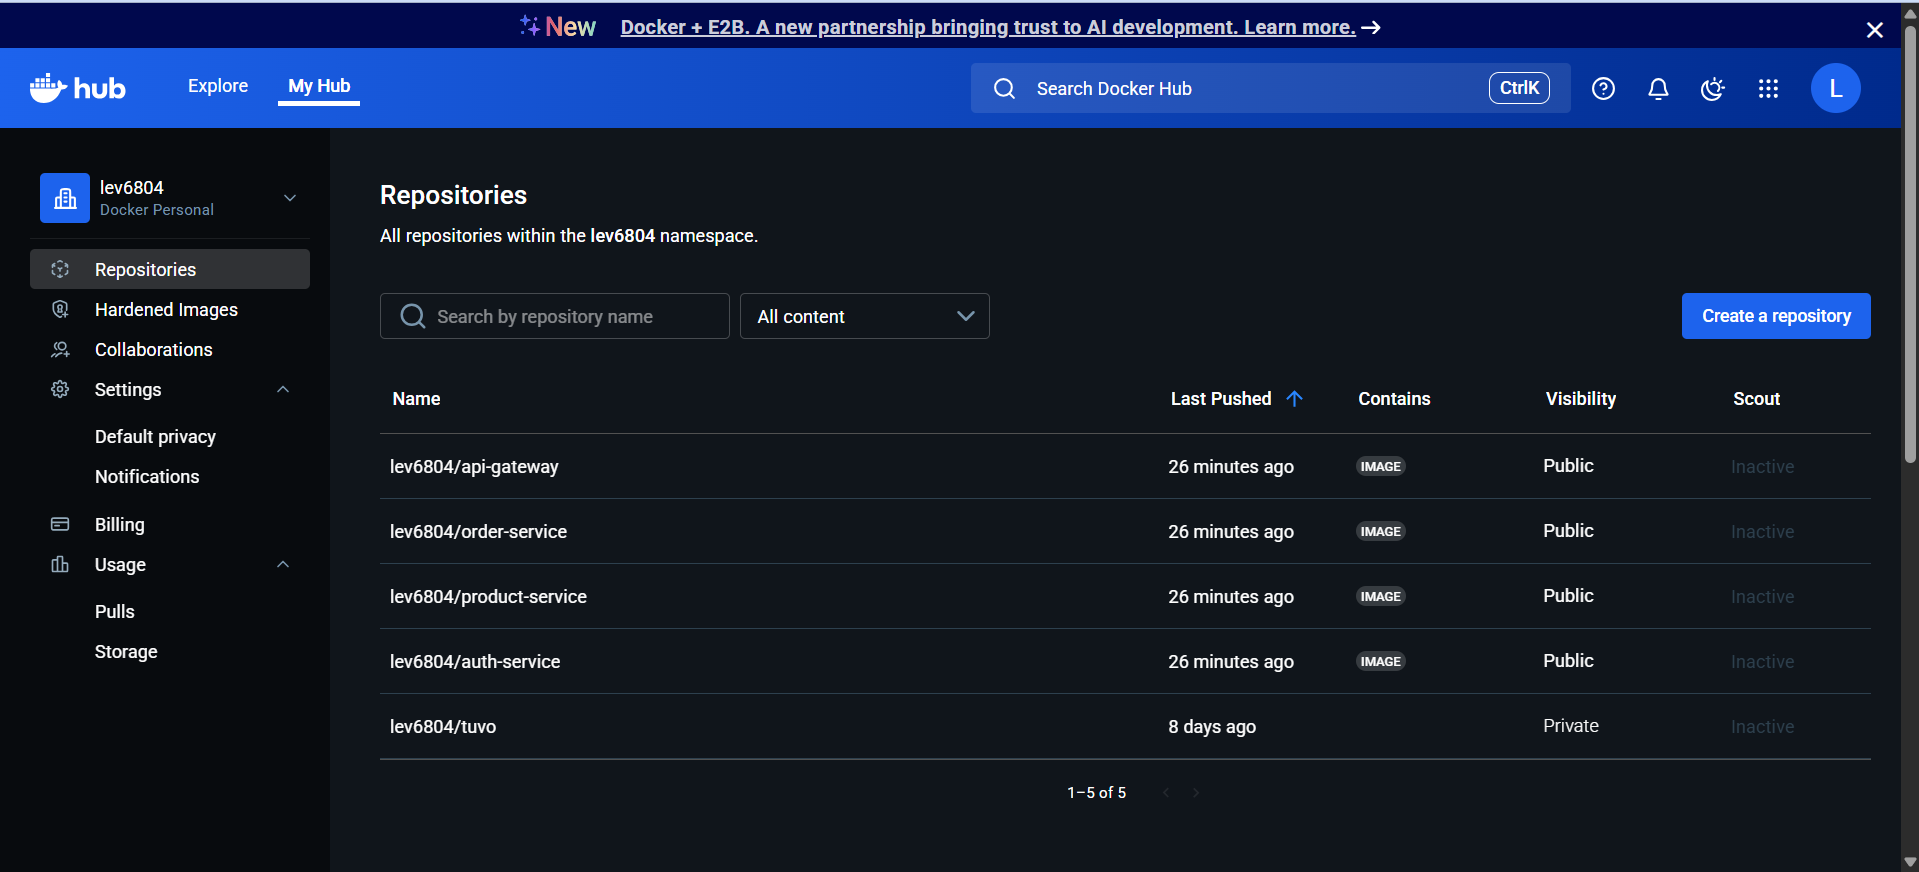 New Docker + E2B. A new partnership bringing trust to AI development. Learn more. →
hub Explore My Hub Search Docker Hub CtrlK L
lev6804
Docker Personal
Repositories
Hardened Images
Collaborations
Settings
Default privacy
Notifications
Billing
Usage
Pulls
Storage
Repositories
All repositories within the lev6804 namespace.
Search by repository name All content Create a repository
Name Last Pushed Contains Visibility Scout
lev6804/api-gateway 26 minutes ago IMAGE Public Inactive
lev6804/order-service 26 minutes ago IMAGE Public Inactive
lev6804/product-service 26 minutes ago IMAGE Public Inactive
lev6804/auth-service 26 minutes ago IMAGE Public Inactive
lev6804/tuvo 8 days ago Private Inactive
1–5 of 5